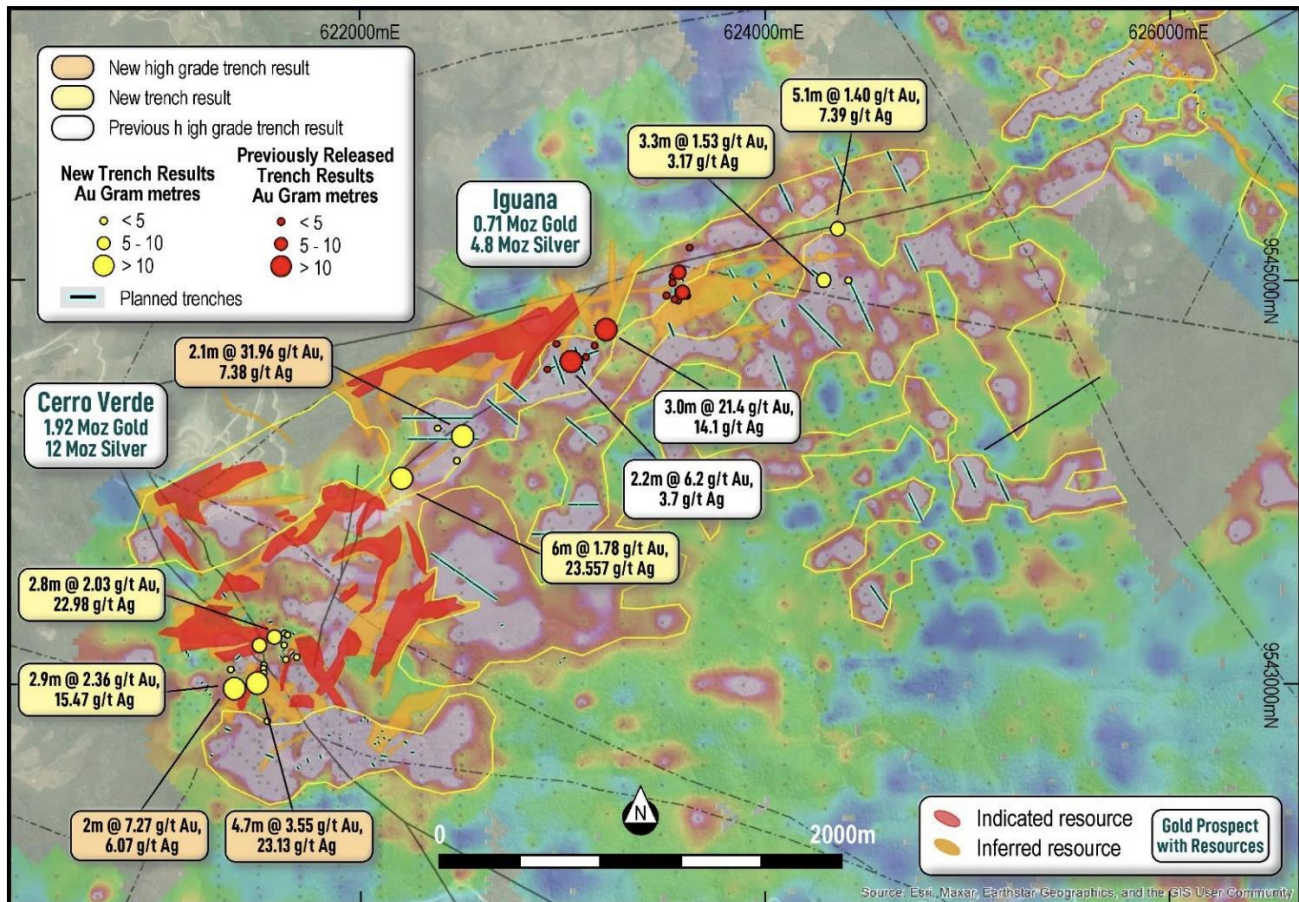 622000mE
624000mE
626000mE
9545000mN
9543000mN
New high grade trench result
New trench result
Previous h igh grade trench result
New Trench Results
Au Gram metres
< 5
5 - 10
> 10
Previously Released
Trench Results
Au Gram metres
< 5
5 - 10
> 10
Planned trenches
5.1m @ 1.40 g/t Au,
7.39 g/t Ag
3.3m @ 1.53 g/t Au,
3.17 g/t Ag
Iguana
0.71 Moz Gold
4.8 Moz Silver
2.1m @ 31.96 g/t Au,
7.38 g/t Ag
Cerro Verde
1.92 Moz Gold
12 Moz Silver
3.0m @ 21.4 g/t Au,
14.1 g/t Ag
2.2m @ 6.2 g/t Au,
3.7 g/t Ag
6m @ 1.78 g/t Au,
23.557 g/t Ag
2.8m @ 2.03 g/t Au,
22.98 g/t Ag
2.9m @ 2.36 g/t Au,
15.47 g/t Ag
2m @ 7.27 g/t Au,
6.07 g/t Ag
4.7m @ 3.55 g/t Au,
23.13 g/t Ag
N
0
2000m
Indicated resource
Inferred resource
Gold Prospect
with Resources
Source: Esri, Maxar, Earthstar Geographics, and the GIS User Community